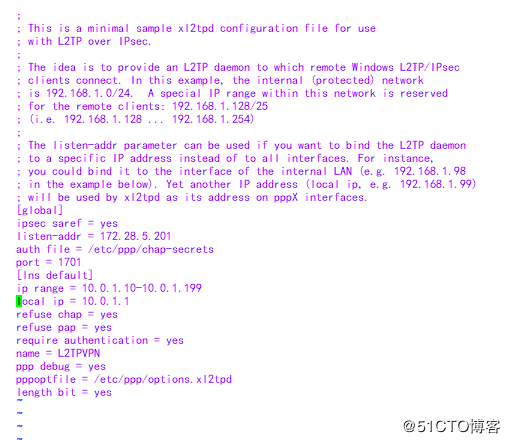 ;
; This is a minimal sample xl2tpd configuration file for use
; with L2TP over IPsec.
;
; The idea is to provide an L2TP daemon to which remote Windows L2TP/IPsec
; clients connect. In this example, the internal (protected) network
; is 192.168.1.0/24.  A special IP range within this network is reserved
; for the remote clients: 192.168.1.128/25
; (i.e. 192.168.1.128 ... 192.168.1.254)
;
; The listen-addr parameter can be used if you want to bind the L2TP daemon
; to a specific IP address instead of to all interfaces. For instance,
; you could bind it to the interface of the internal LAN (e.g. 192.168.1.98
; in the example below). Yet another IP address (local ip, e.g. 192.168.1.99)
; will be used by xl2tpd as its address on pppX interfaces.
[global]
ipsec saref = yes
listen-addr = 172.28.5.201
auth file = /etc/ppp/chap-secrets
port = 1701
[lns default]
ip range = 10.0.1.10-10.0.1.199
local ip = 10.0.1.1
refuse chap = yes
refuse pap = yes
require authentication = yes
name = L2TPVPN
ppp debug = yes
pppoptfile = /etc/ppp/options.xl2tpd
length bit = yes
~
~
~
~
@51CTO博客